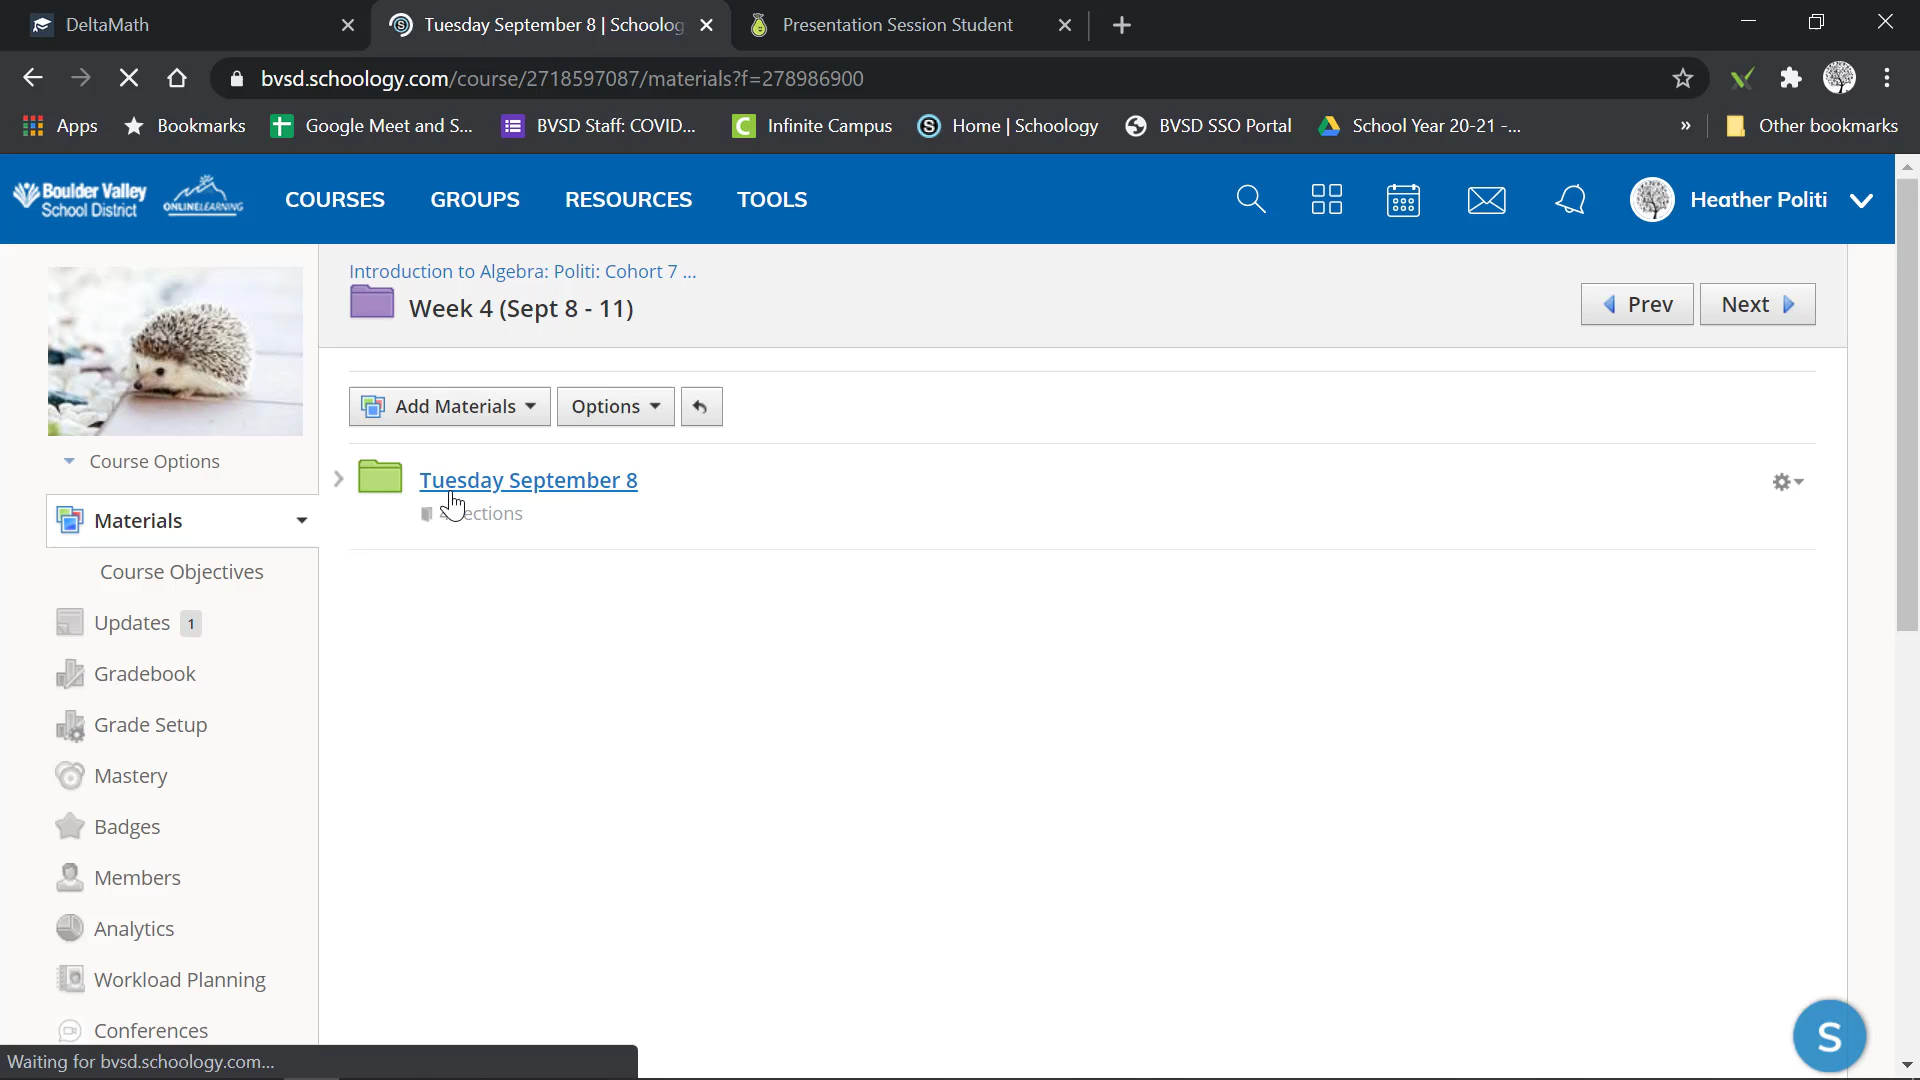 DeltaMath
Tuesday September 8 | Schoolog
Presentation Session Student
bvsd.schoology.com/course/2718597087/materials?f=278986900
Apps
Bookmarks
Google Meet and S...
BVSD Staff: COVID...
Infinite Campus
Home | Schoology
BVSD SSO Portal
School Year 20-21 -...
»
Other bookmarks
Boulder Valley
School District
ONLINE LEARNING
COURSES
GROUPS
RESOURCES
TOOLS
Heather Politi
Introduction to Algebra: Politi: Cohort 7 ...
Week 4 (Sept 8 - 11)
Prev
Next
Add Materials
Options
Tuesday September 8
ections
Course Options
Materials
Course Objectives
Updates 1
Gradebook
Grade Setup
Mastery
Badges
Members
Analytics
Workload Planning
Conferences
S
Waiting for bvsd.schoology.com...